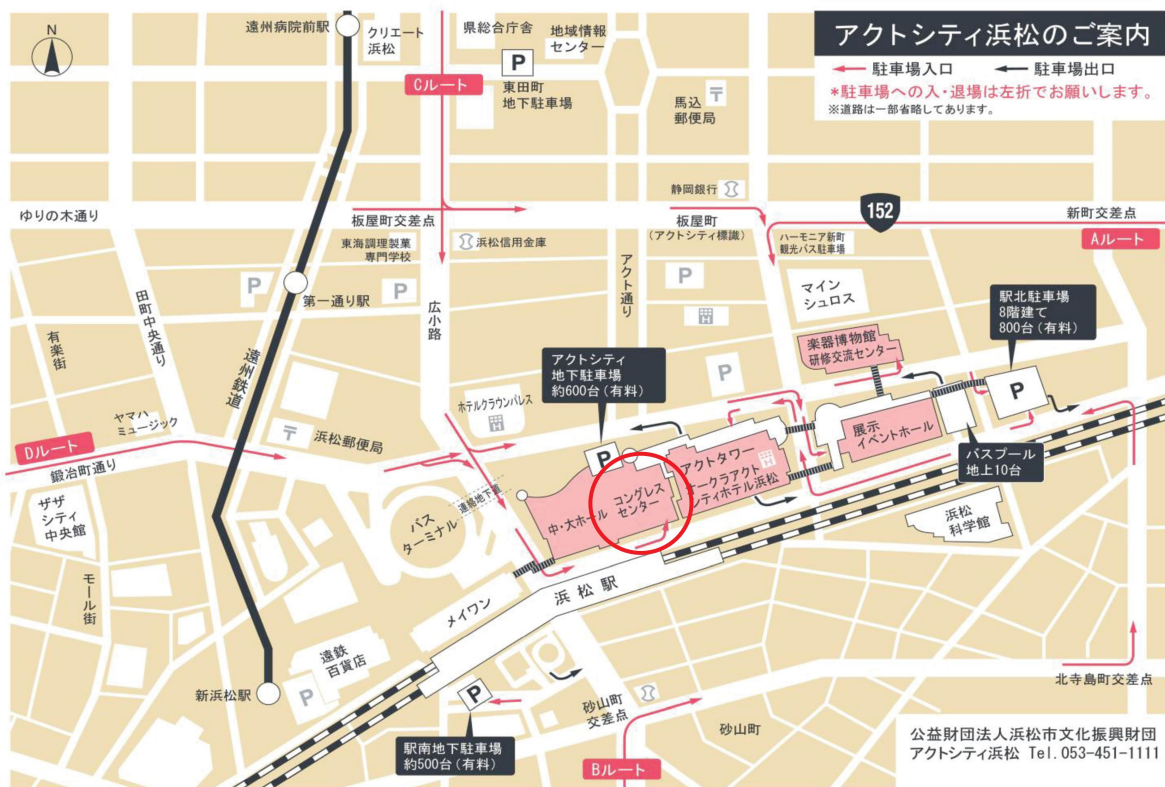 アクトシティ浜松のご案内
駐車場入口
駐車場出口
*駐車場への入・退場は左折でお願いします。
※道路は一部省略してあります。
N
遠州病院前駅
クリエート
浜松
県総合庁舎
地域情報
センター
P
東田町
地下駐車場
Cルート
馬込
郵便局
静岡銀行
152
ゆりの木通り
板屋町交差点
板屋町
(アクトシティ標識)
新町交差点
Aルート
東海調理製菓
専門学校
浜松信用金庫
ハーモニア新町
観光バス駐車場
P
第一通り駅
P
広小路
アクト通り
P
マイン
シュロス
駅北駐車場
8階建て
800台(有料)
田町中央通り
有楽街
遠州鉄道
H
楽器博物館
研修交流センター
アクトシティ
地下駐車場
約600台(有料)
P
P
ホテルクラウンパレス
H
ヤマハ
ミュージック
浜松郵便局
Dルート
鍛冶町通り
P
アクトタワー
オークラアクト
シティホテル浜松
H
展示
イベントホール
バスプール
地上10台
コングレス
センター
中・大ホール
連絡地下道
ザザ
シティ
中央館
バス
ターミナル
浜松
科学館
モール街
メイワン
浜松駅
遠鉄
百貨店
新浜松駅
P
P
砂山町
交差点
北寺島町交差点
砂山町
駅南地下駐車場
約500台(有料)
Bルート
公益財団法人浜松市文化振興財団
アクトシティ浜松 Tel.053-451-1111